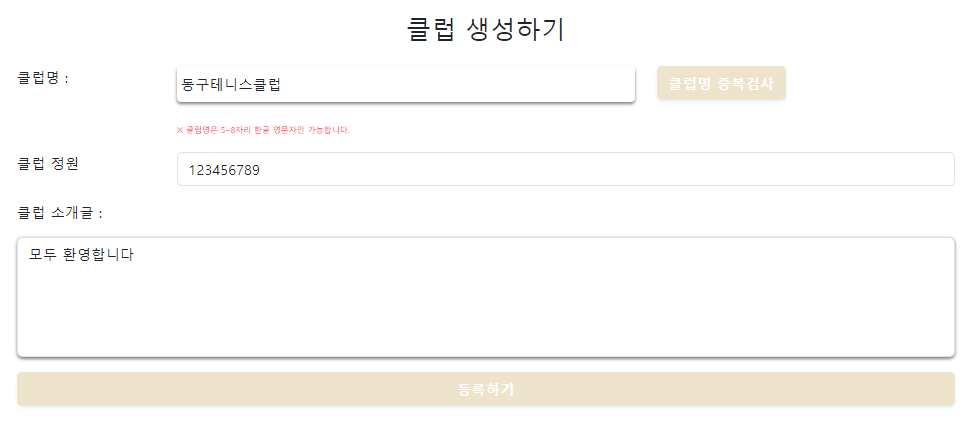 클럽 생성하기
클럽명 :
동구테니스클럽
클럽명 중복검사
※ 클럽명은 5~8자리 한글 영문자만 가능합니다.
클럽 정원
123456789
클럽 소개글 :
모두 환영합니다
등록하기